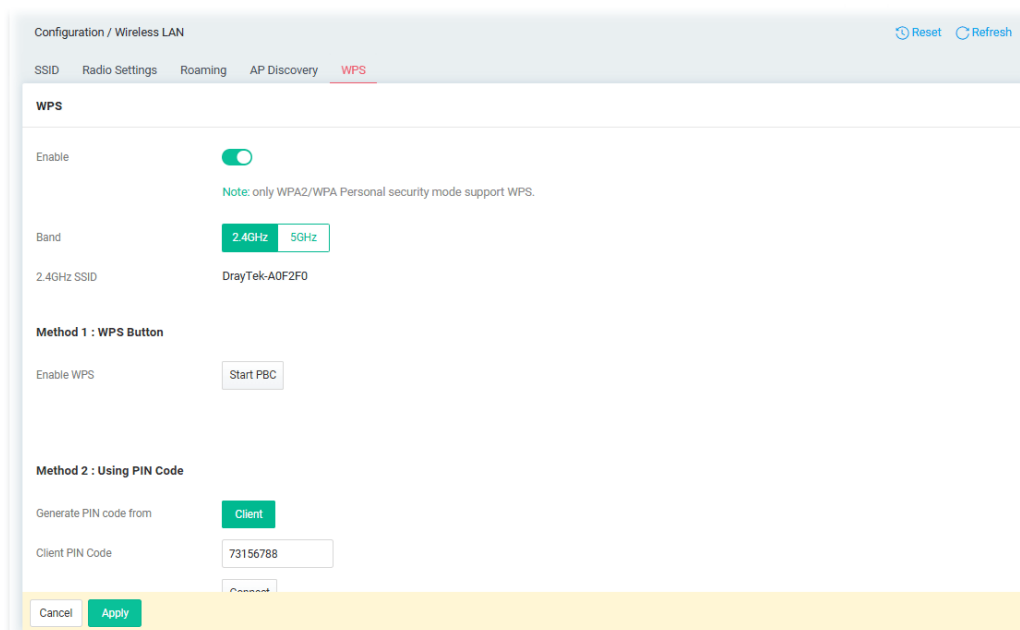 Configuration / Wireless LAN
Reset Refresh
SSID Radio Settings Roaming AP Discovery WPS
WPS
Enable
Note: only WPA2/WPA Personal security mode support WPS.
Band 2.4GHz 5GHz
2.4GHz SSID DrayTek-A0F2F0
Method 1 : WPS Button
Enable WPS Start PBC
Method 2 : Using PIN Code
Generate PIN code from Client
Client PIN Code 73156788
Connect
Cancel Apply